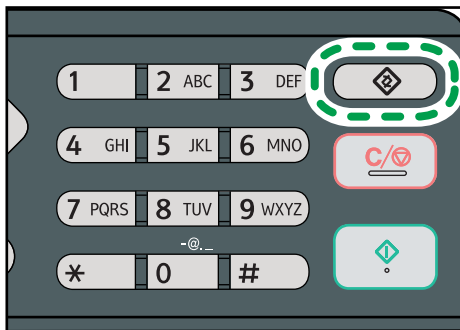 1 2 ABC 3 DEF
4 GHI 5 JKL 6 MNO
C/
7 PQRS 8 TUV 9 WXYZ
-@._
* 0 #